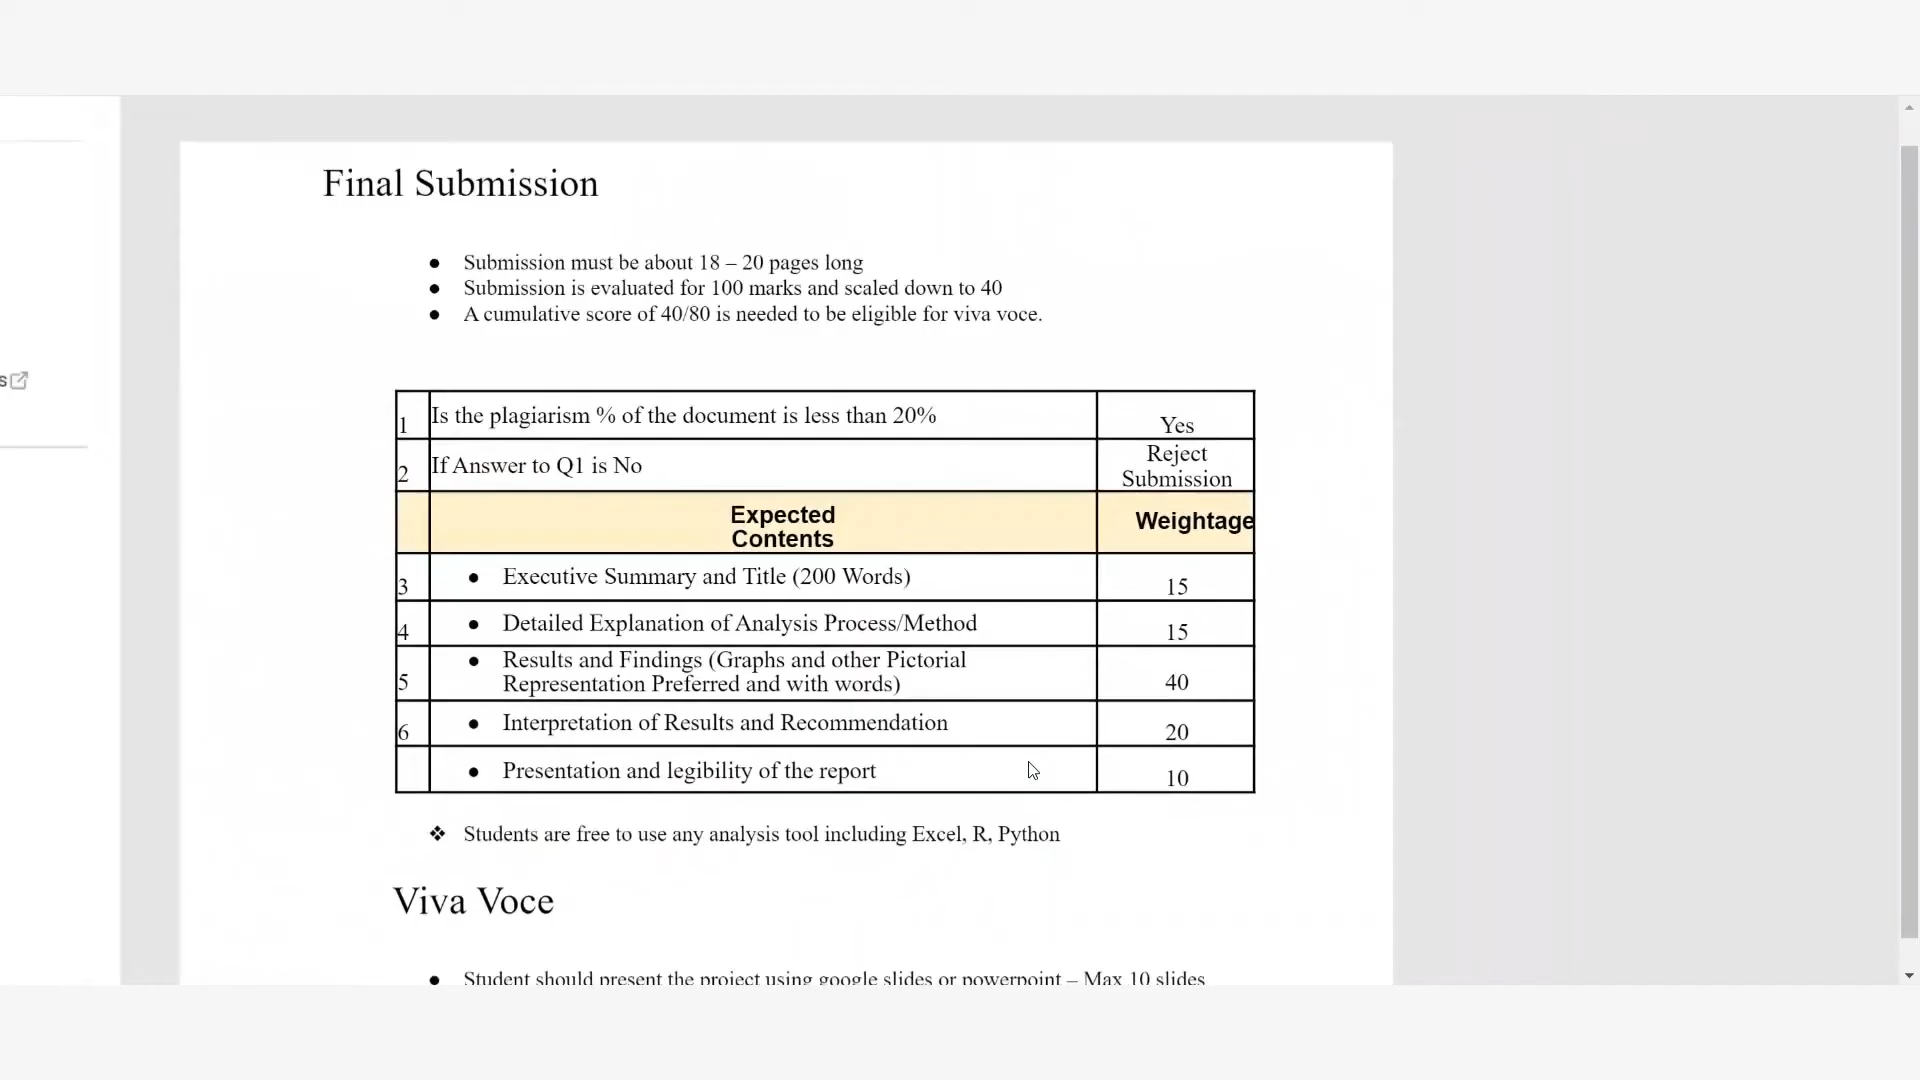 Final Submission
● Submission must be about 18 – 20 pages long
● Submission is evaluated for 100 marks and scaled down to 40
● A cumulative score of 40/80 is needed to be eligible for viva voce.
s
1 Is the plagiarism % of the document is less than 20% Yes
2 If Answer to Q1 is No Reject
Submission
Expected
Contents Weightage
3 ● Executive Summary and Title (200 Words) 15
4 ● Detailed Explanation of Analysis Process/Method 15
5 ● Results and Findings (Graphs and other Pictorial
Representation Preferred and with words) 40
6 ● Interpretation of Results and Recommendation 20
● Presentation and legibility of the report 10
❖ Students are free to use any analysis tool including Excel, R, Python
Viva Voce
● Student should present the project using google slides or powerpoint – Max 10 slides